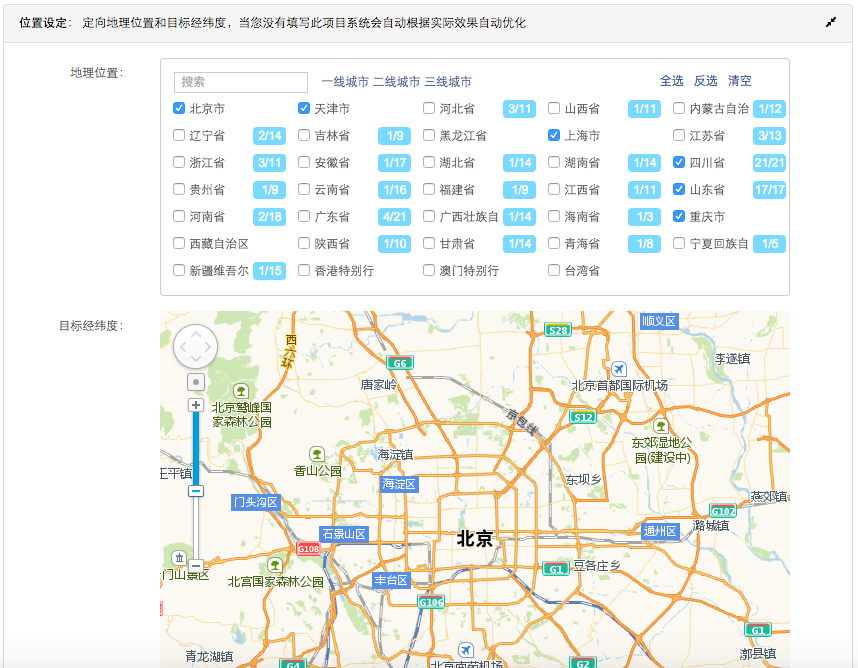 位置设定： 定向地理位置和目标经纬度，当您没有填写此项目系统会自动根据实际效果自动优化
地理位置：
搜索 一线城市 二线城市 三线城市 全选 反选 清空
北京市 天津市 河北省 3/11 山西省 1/11 内蒙古自治 1/12
辽宁省 2/14 吉林省 1/9 黑龙江省 上海市 江苏省 3/13
浙江省 3/11 安徽省 1/17 湖北省 1/14 湖南省 1/14 四川省 21/21
贵州省 1/9 云南省 1/16 福建省 1/9 江西省 1/11 山东省 17/17
河南省 2/18 广东省 4/21 广西壮族自 1/14 海南省 1/3 重庆市
西藏自治区 陕西省 1/10 甘肃省 1/14 青海省 1/8 宁夏回族自 1/5
新疆维吾尔 1/15 香港特别行 澳门特别行 台湾省
目标经纬度：
顺义区
S28
西六环
G6
李遂镇
唐家岭
北京首都国际机场
北京鹫峰国
家森林公园
京包线
S12
东郊湿地公
园(建设中)
海淀镇
香山公园
王平镇
海淀区
东坝乡
燕郊镇
门头沟区
G102
潞城镇
石景山区
北京
通州区
G108
门山景区
北宫国家森林公园
丰台区
G1
豆各庄乡
G106
G1
青龙湖镇
G4
北京南苑机场
G2
漷县镇